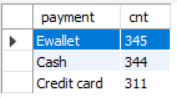 payment cnt
Ewallet 345
Cash 344
Credit card 311